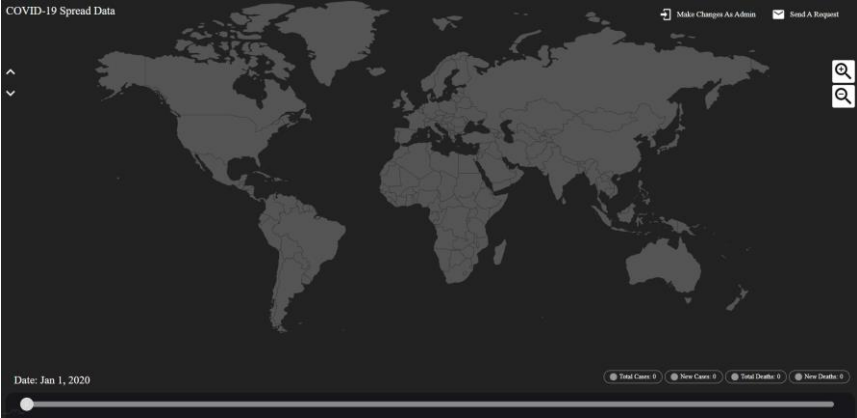 COVID-19 Spread Data
Make Changes As Admin
Send A Request
Date: Jan 1, 2020
Total Cases: 0
New Cases: 0
Total Deaths: 0
New Deaths: 0